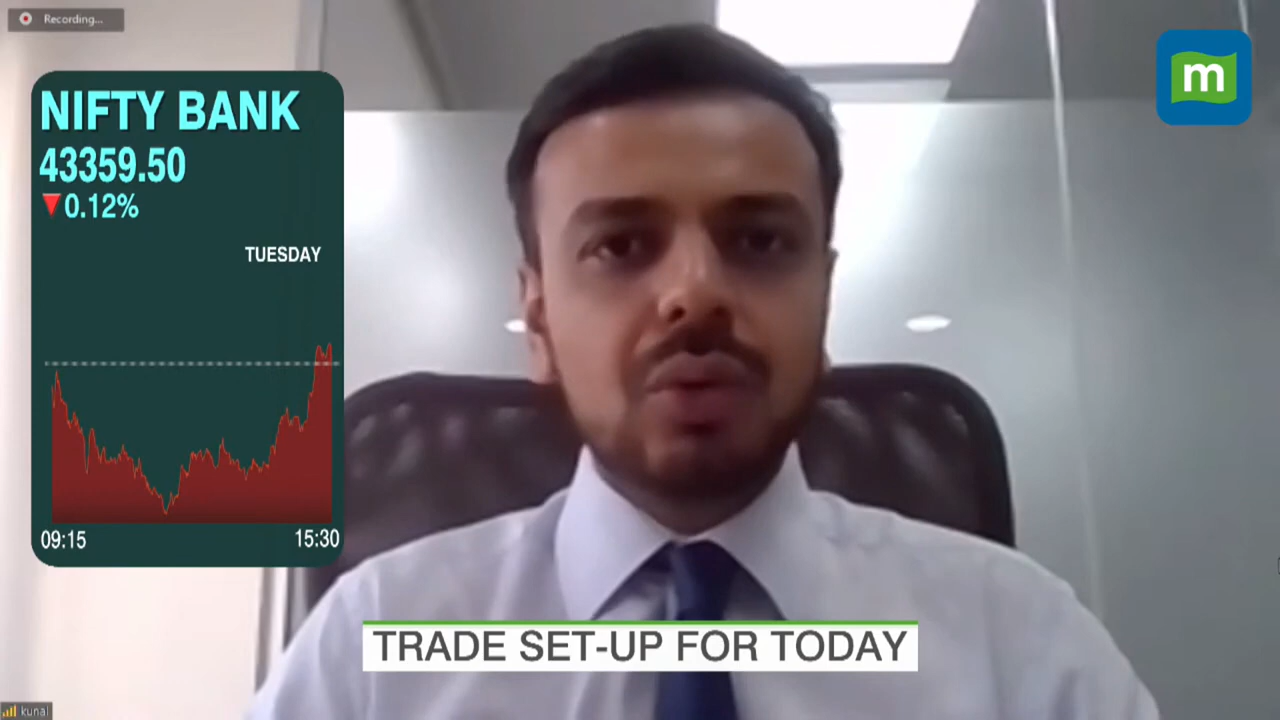 Recording...
NIFTY BANK
43359.50
▼0.12%
TUESDAY
09:15
15:30
m
TRADE SET-UP FOR TODAY
kunal